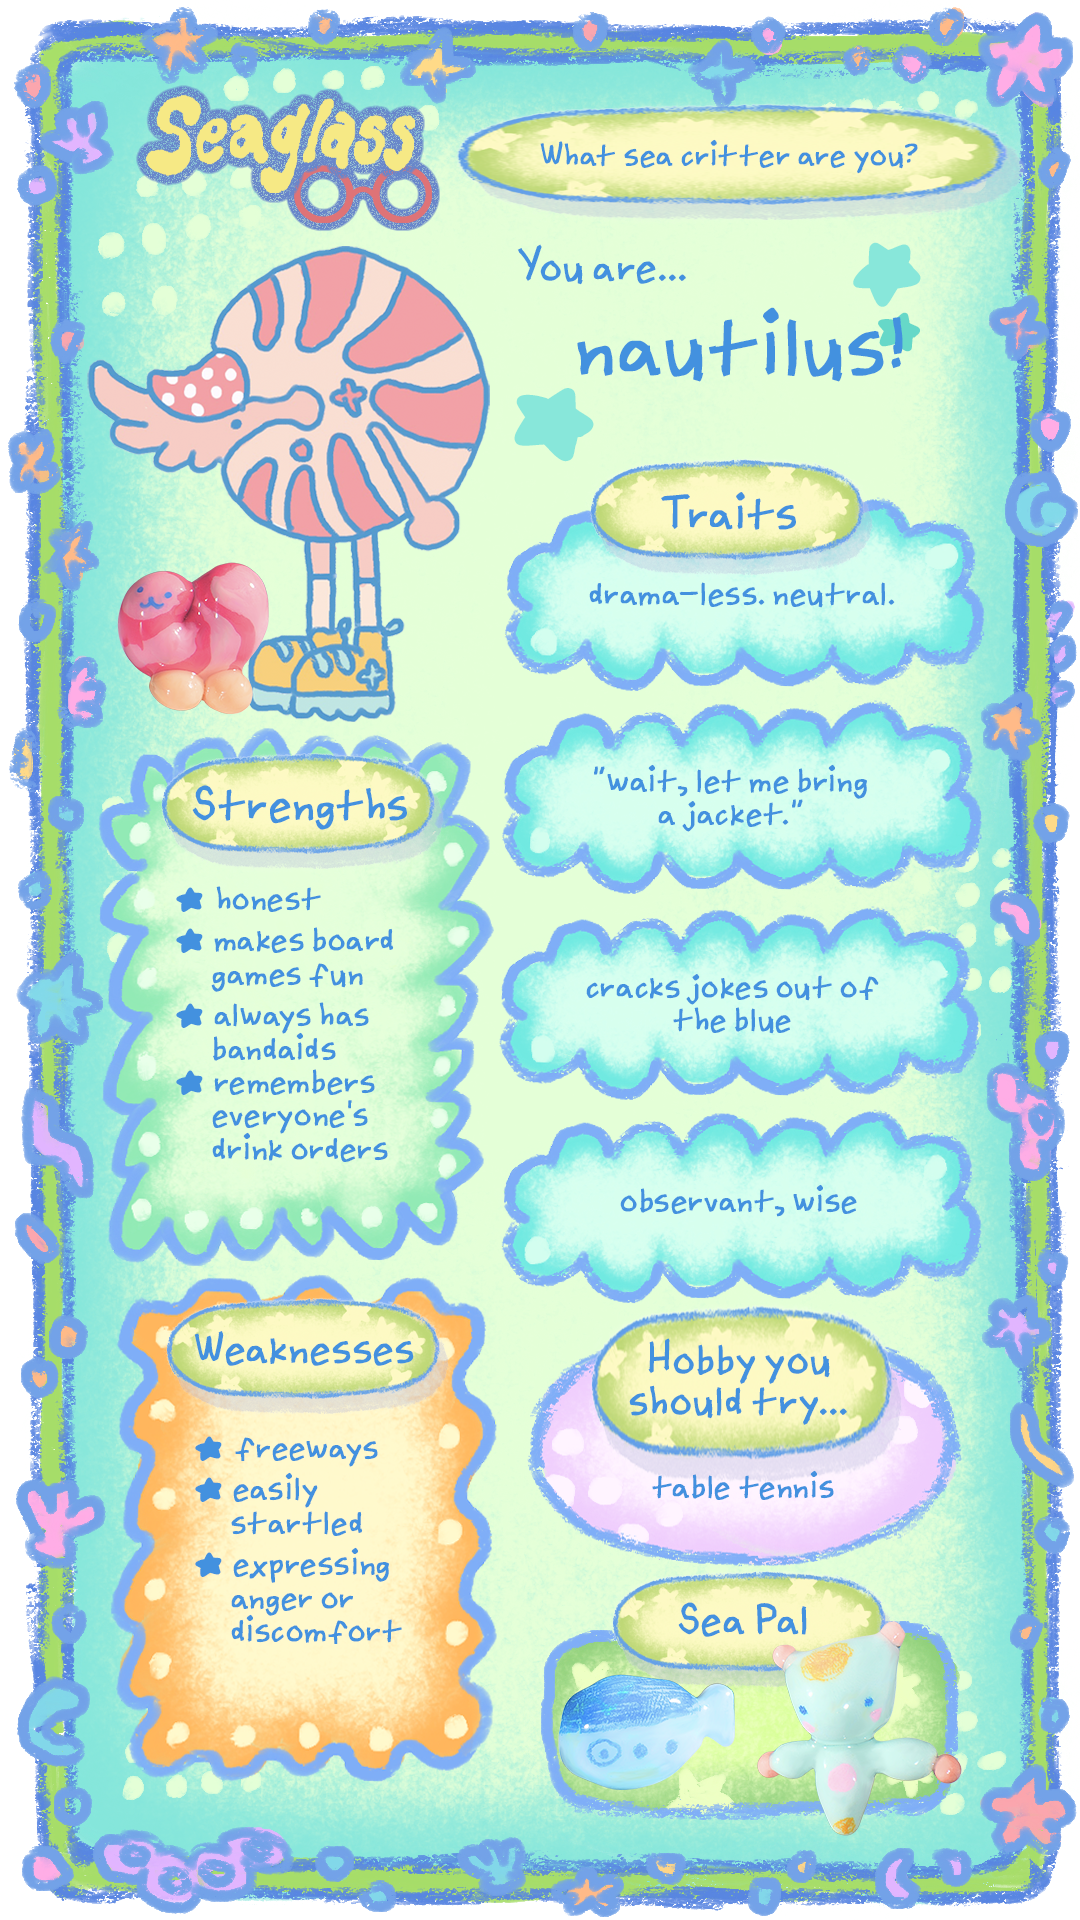 Seaglass
What sea critter are you?
You are...
nautilus!
Traits
drama-less. neutral.
"wait, let me bring
a jacket."
cracks jokes out of
the blue
observant, wise
Strengths
honest
makes board
games fun
always has
bandaids
remembers
everyone's
drink orders
Weaknesses
freeways
easily
startled
expressing
anger or
discomfort
Hobby you
should try...
table tennis
Sea Pal